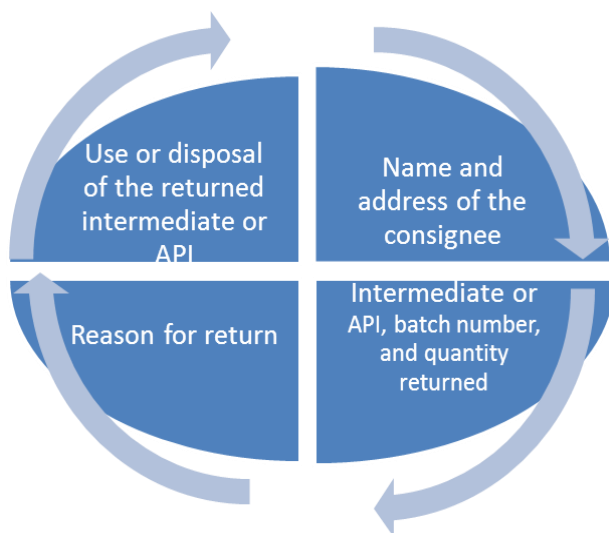 Use or disposal
of the returned
intermediate or
API
Name and
address of the
consignee
Reason for return
Intermediate or
API, batch number,
and quantity
returned